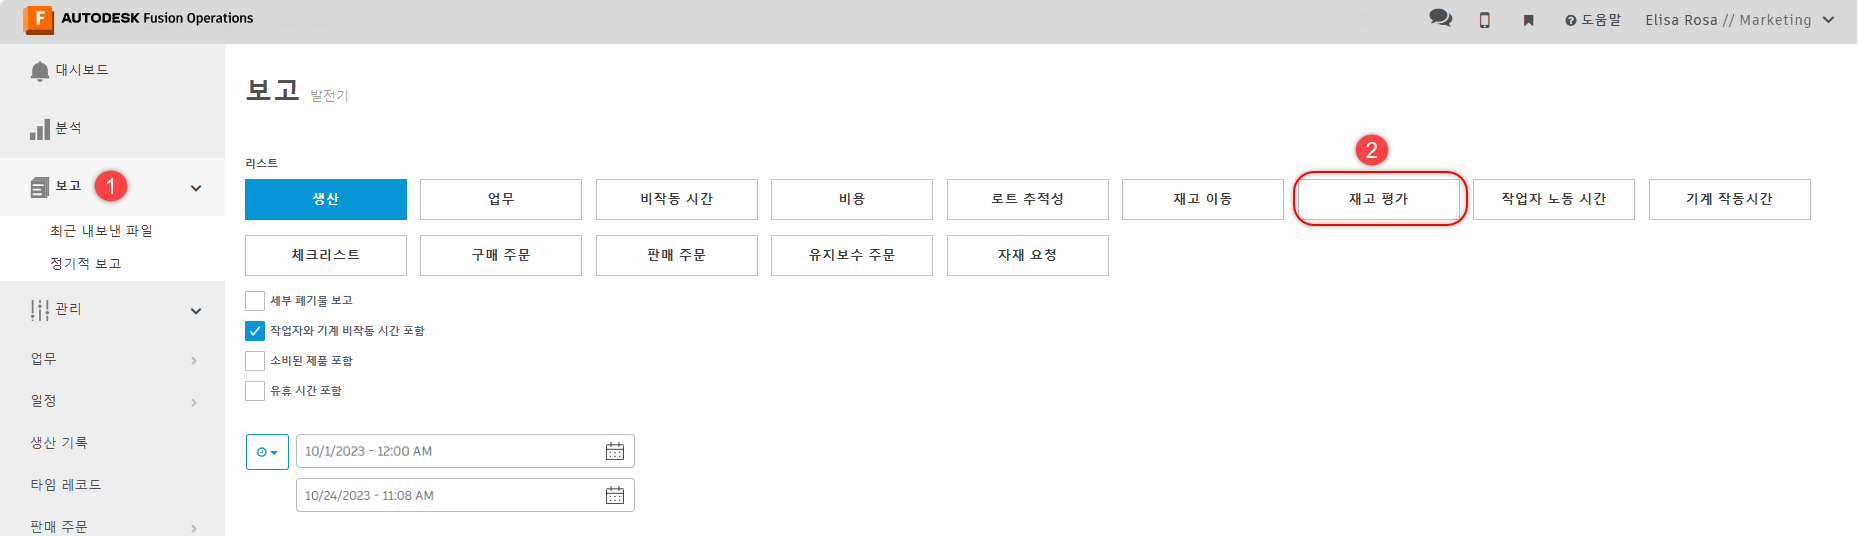 F AUTODESK Fusion Operations
도움말 Elisa Rosa // Marketing
대시보드
분석
보고 1
최근 내보낸 파일
정기적 보고
관리
업무
일정
생산 기록
타임 레코드
판매 주문
보고 발전기
리스트
2
생산 업무 비작동 시간 비용 로트 추적성 재고 이동 재고 평가 작업자 노동 시간 기계 작동시간
체크리스트 구매 주문 판매 주문 유지보수 주문 자재 요청
세부 폐기물 보고
작업자와 기계 비작동 시간 포함
소비된 제품 포함
유휴 시간 포함
10/1/2023 - 12:00 AM
10/24/2023 - 11:08 AM